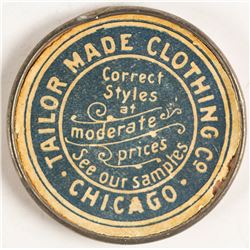 TAILOR MADE CLOTHING Co.
· CHICAGO ·
Correct
Styles
at
moderate
prices
See our samples